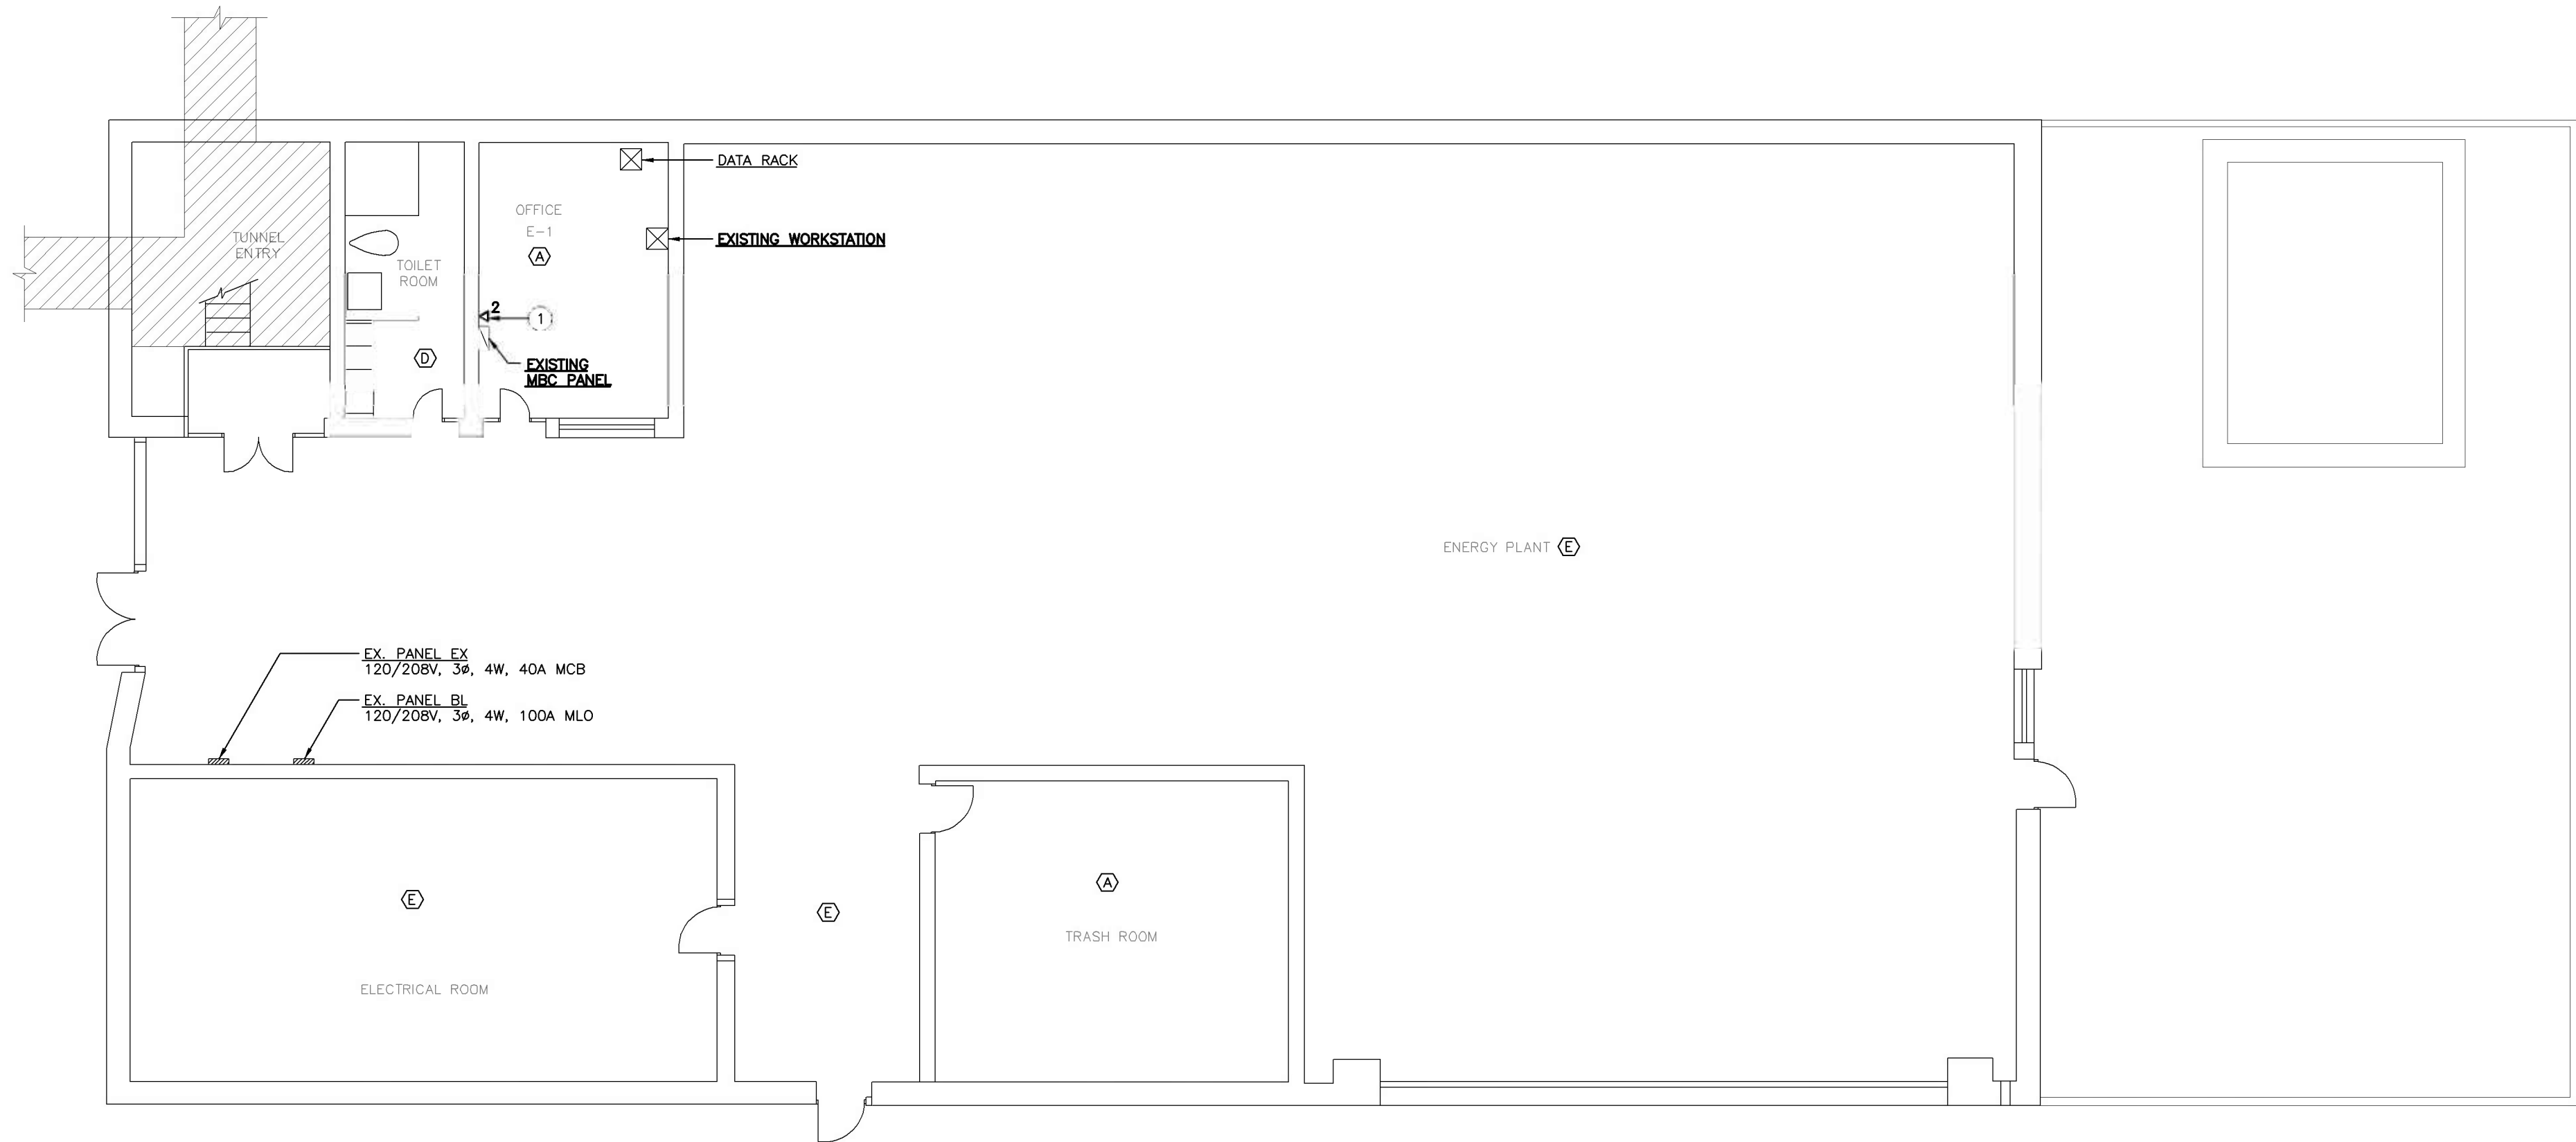 DATA RACK
OFFICE
E-1
A
EXISTING WORKSTATION
TUNNEL
ENTRY
TOILET
ROOM
2
1
D
EXISTING
MBC PANEL
ENERGY PLANT E
EX. PANEL EX
120/208V, 3ø, 4W, 40A MCB
EX. PANEL BL
120/208V, 3ø, 4W, 100A MLO
A
E
E
TRASH ROOM
ELECTRICAL ROOM